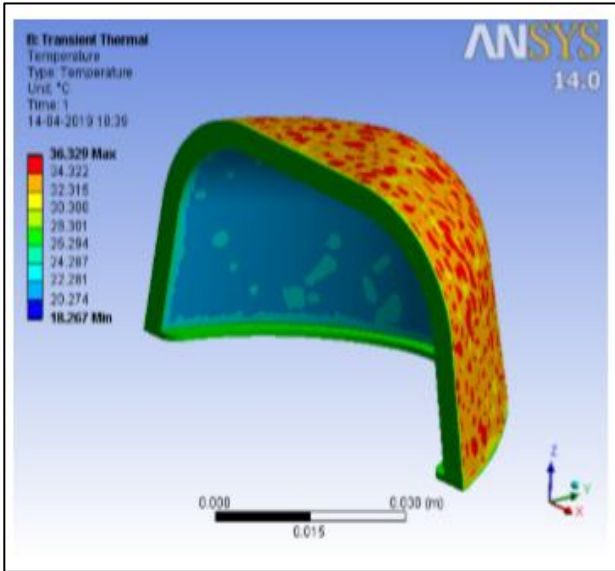 B: Transient Thermal
Temperature
Type: Temperature
Unit: °C
Time: 1
14-04-2019 10:39
ANSYS
14.0
36.329 Max
34.322
32.315
30.308
28.301
26.294
24.287
22.281
20.274
18.267 Min
Z
Y
X
0.000
0.030 (m)
0.015